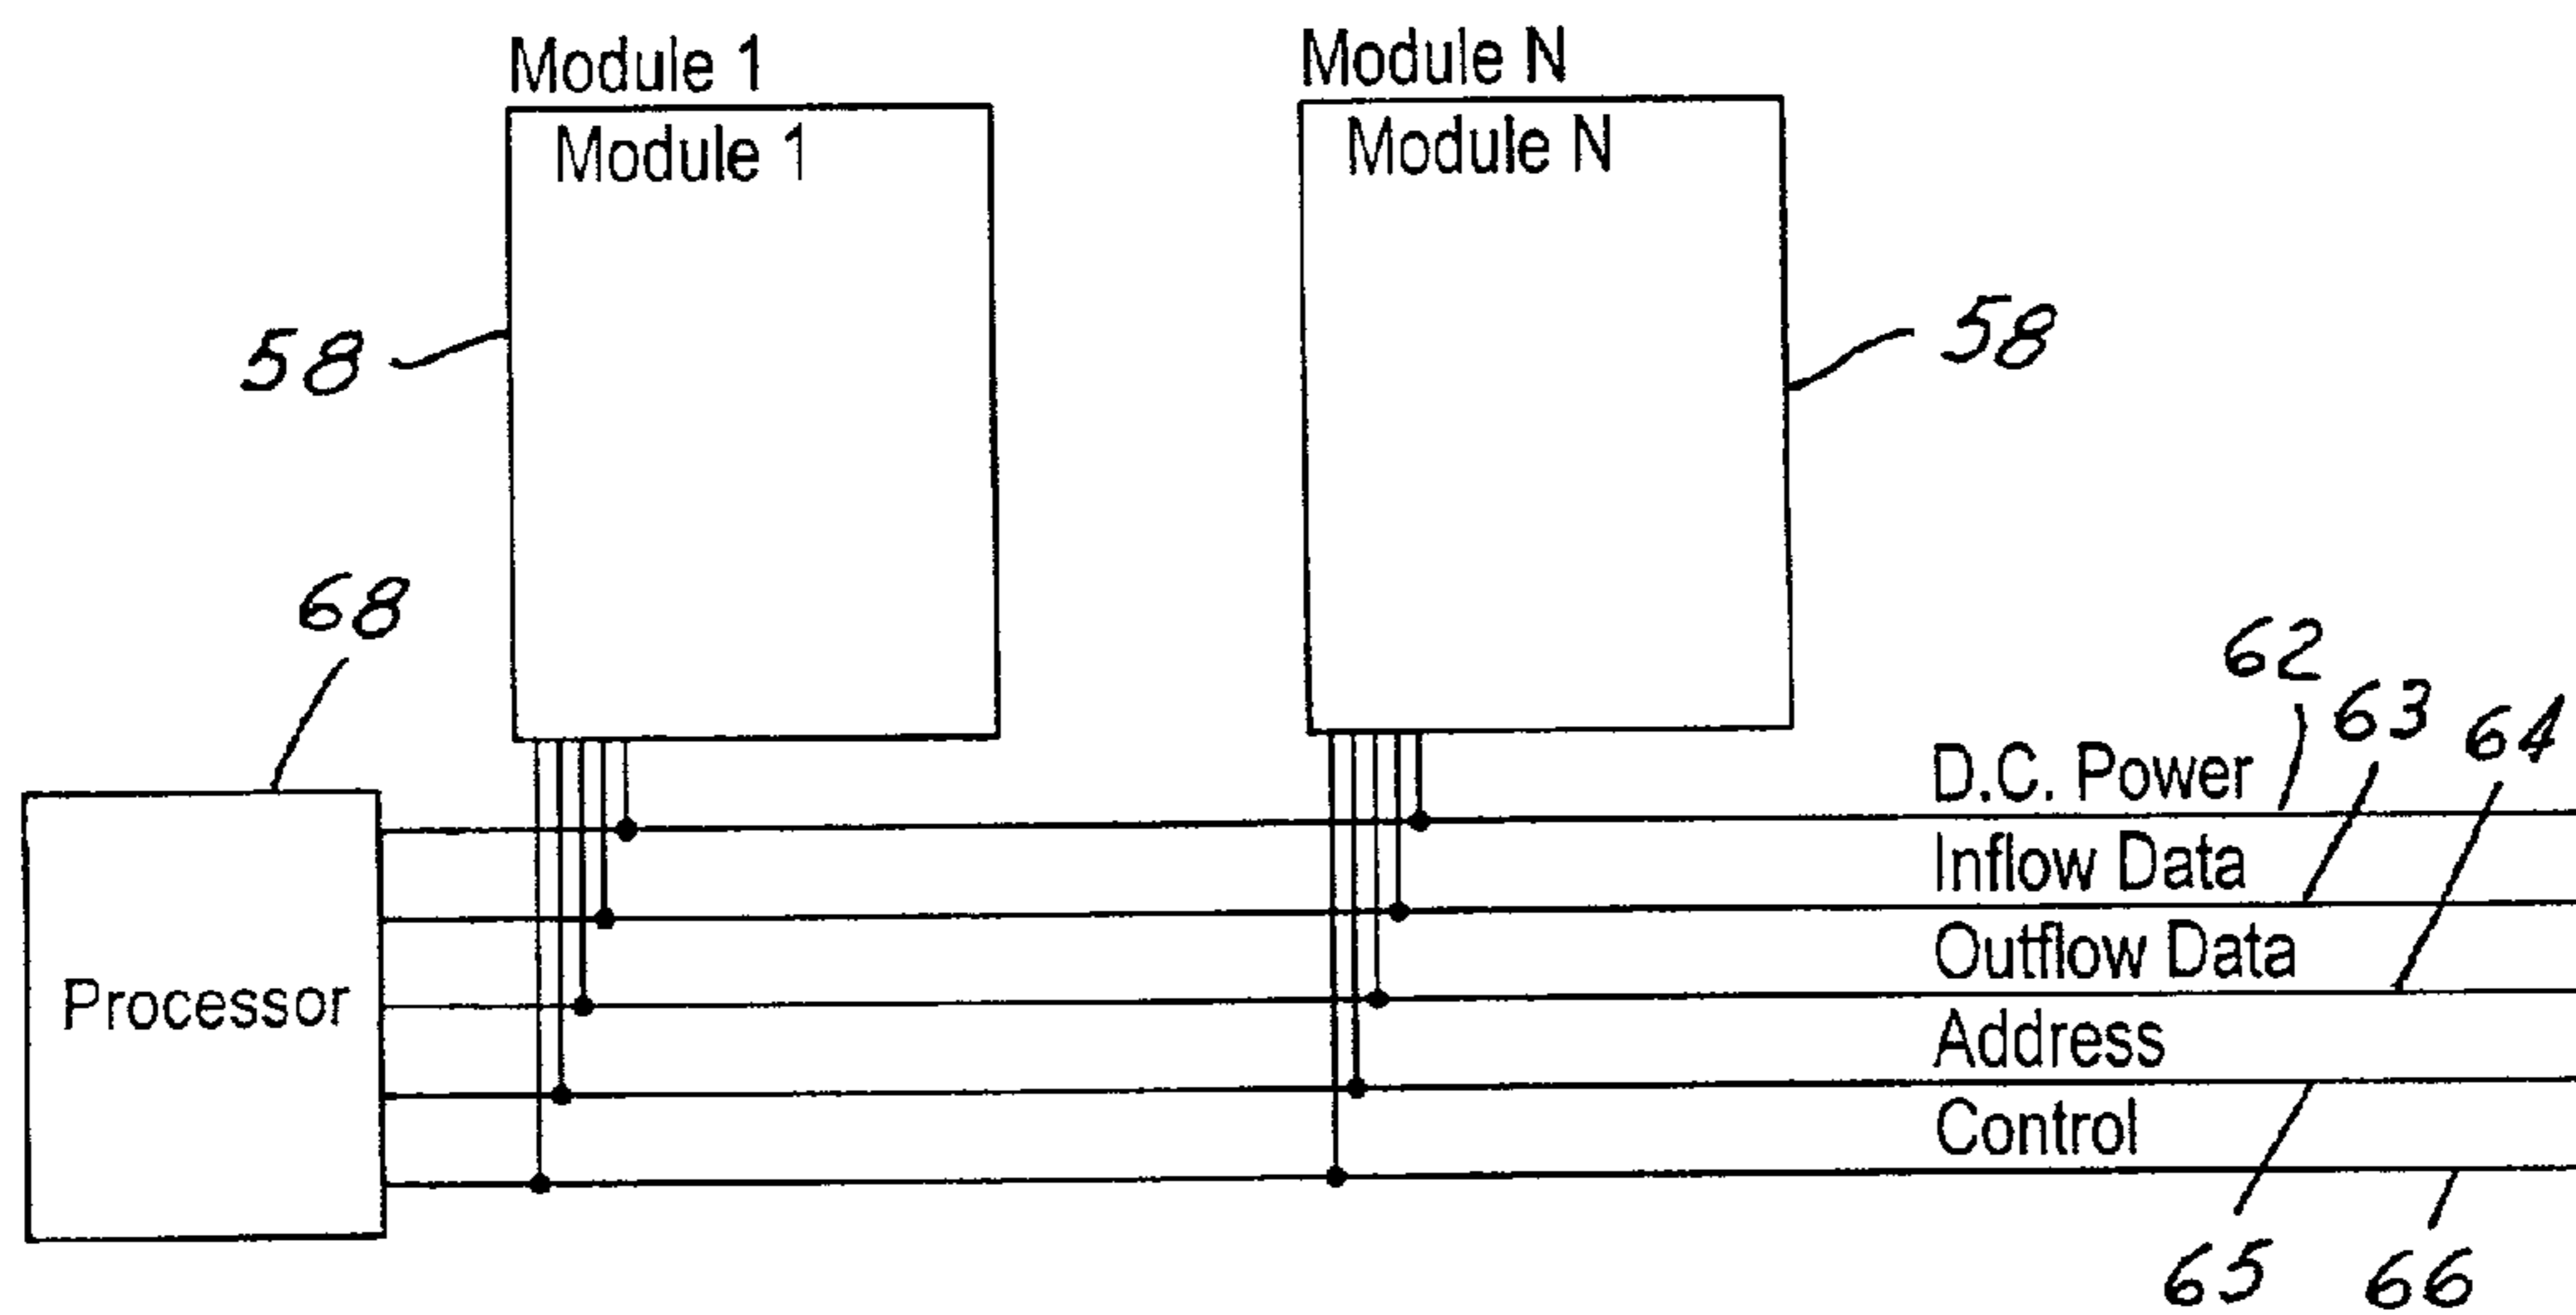 Module 1
Module N
Module 1
Module N
58
58
68
62
63
64
D.C. Power
Inflow Data
Outflow Data
Processor
Address
Control
65
66